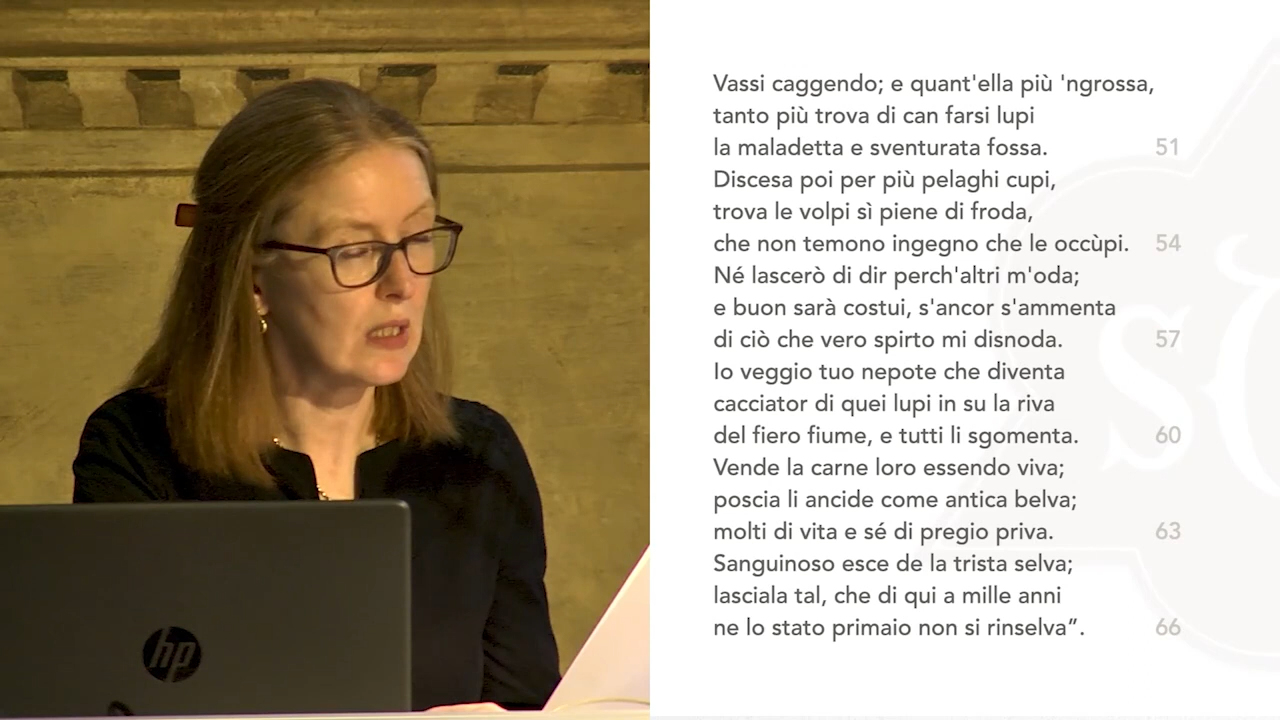 Vassi caggendo; e quant'ella più 'ngrossa,
tanto più trova di can farsi lupi
la maladetta e sventurata fossa. 51
Discesa poi per più pelaghi cupi,
trova le volpi sì piene di froda,
che non temono ingegno che le occùpi. 54
Né lascerò di dir perch'altri m'oda;
e buon sarà costui, s'ancor s'ammenta
di ciò che vero spirto mi disnoda. 57
Io veggio tuo nepote che diventa
cacciator di quei lupi in su la riva
del fiero fiume, e tutti li sgomenta. 60
Vende la carne loro essendo viva;
poscia li ancide come antica belva;
molti di vita e sé di pregio priva. 63
Sanguinoso esce de la trista selva;
lasciala tal, che di qui a mille anni
ne lo stato primaio non si rinselva”. 66
hp